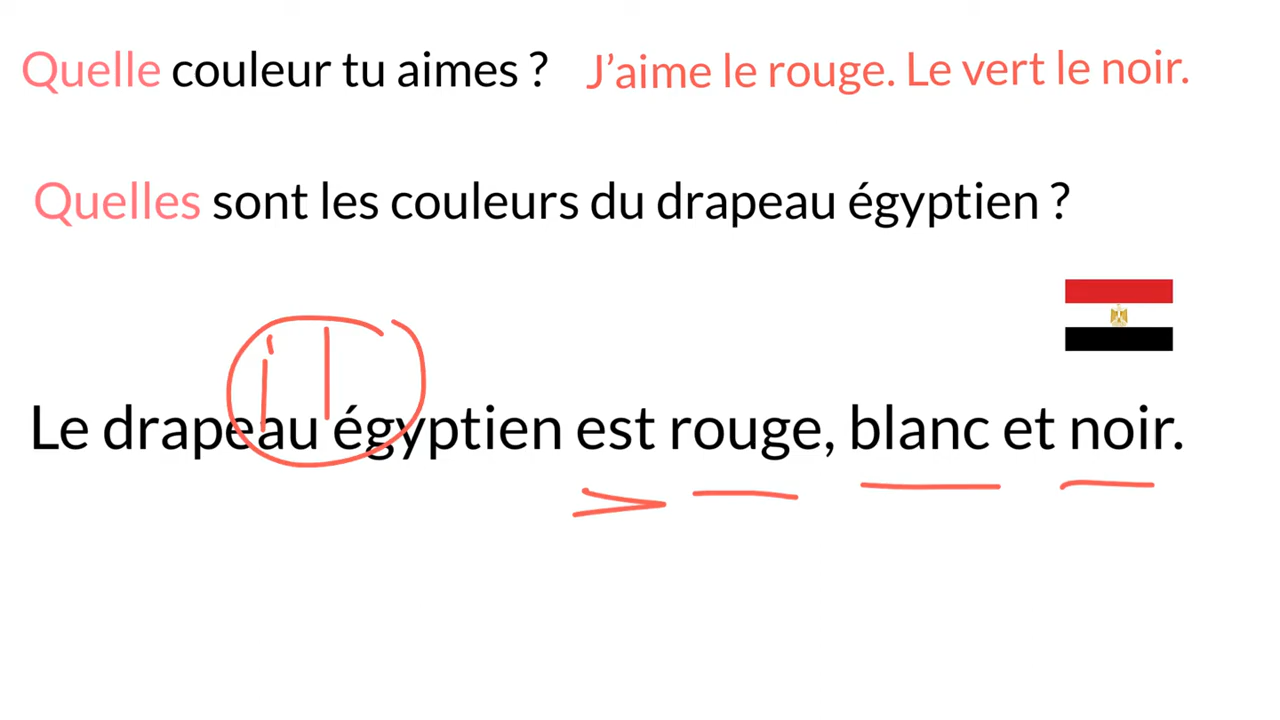 Quelle couleur tu aimes ? J'aime le rouge. Le vert le noir.
Quelles sont les couleurs du drapeau égyptien ?
Le drapeau égyptien est rouge, blanc et noir.